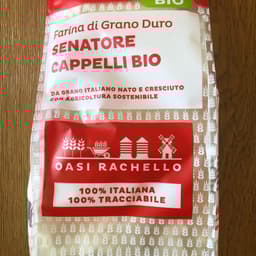 BIO
Farina di Grano Duro
SENATORE
CAPPELLI BIO
DA GRANO ITALIANO NATO E CRESCIUTO
CON AGRICOLTURA SOSTENIBILE
OASI RACHELLO
100% ITALIANA
100% TRACCIABILE